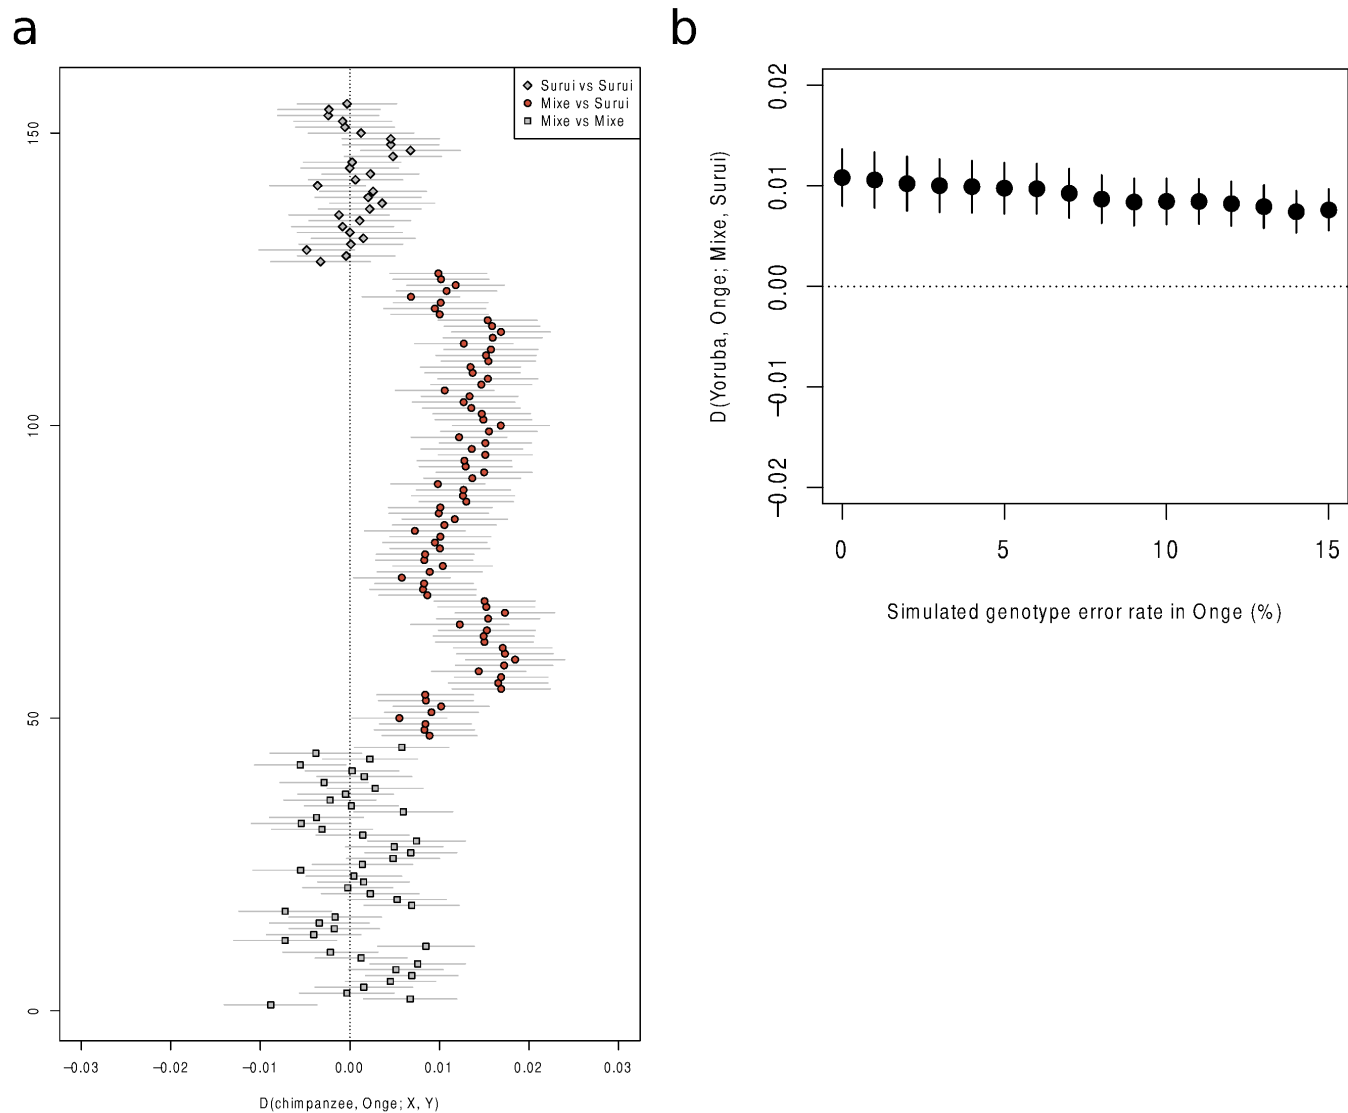 a
Surui vs Surui
Mixe vs Surui
Mixe vs Mixe
150
100
50
0
−0.03 −0.02 −0.01 0.00 0.01 0.02 0.03
D(chimpanzee, Onge; X, Y)
b
D(Yoruba, Onge; Mixe, Surui)
0.02
0.01
0.00
−0.01
−0.02
0 5 10 15
Simulated genotype error rate in Onge (%)